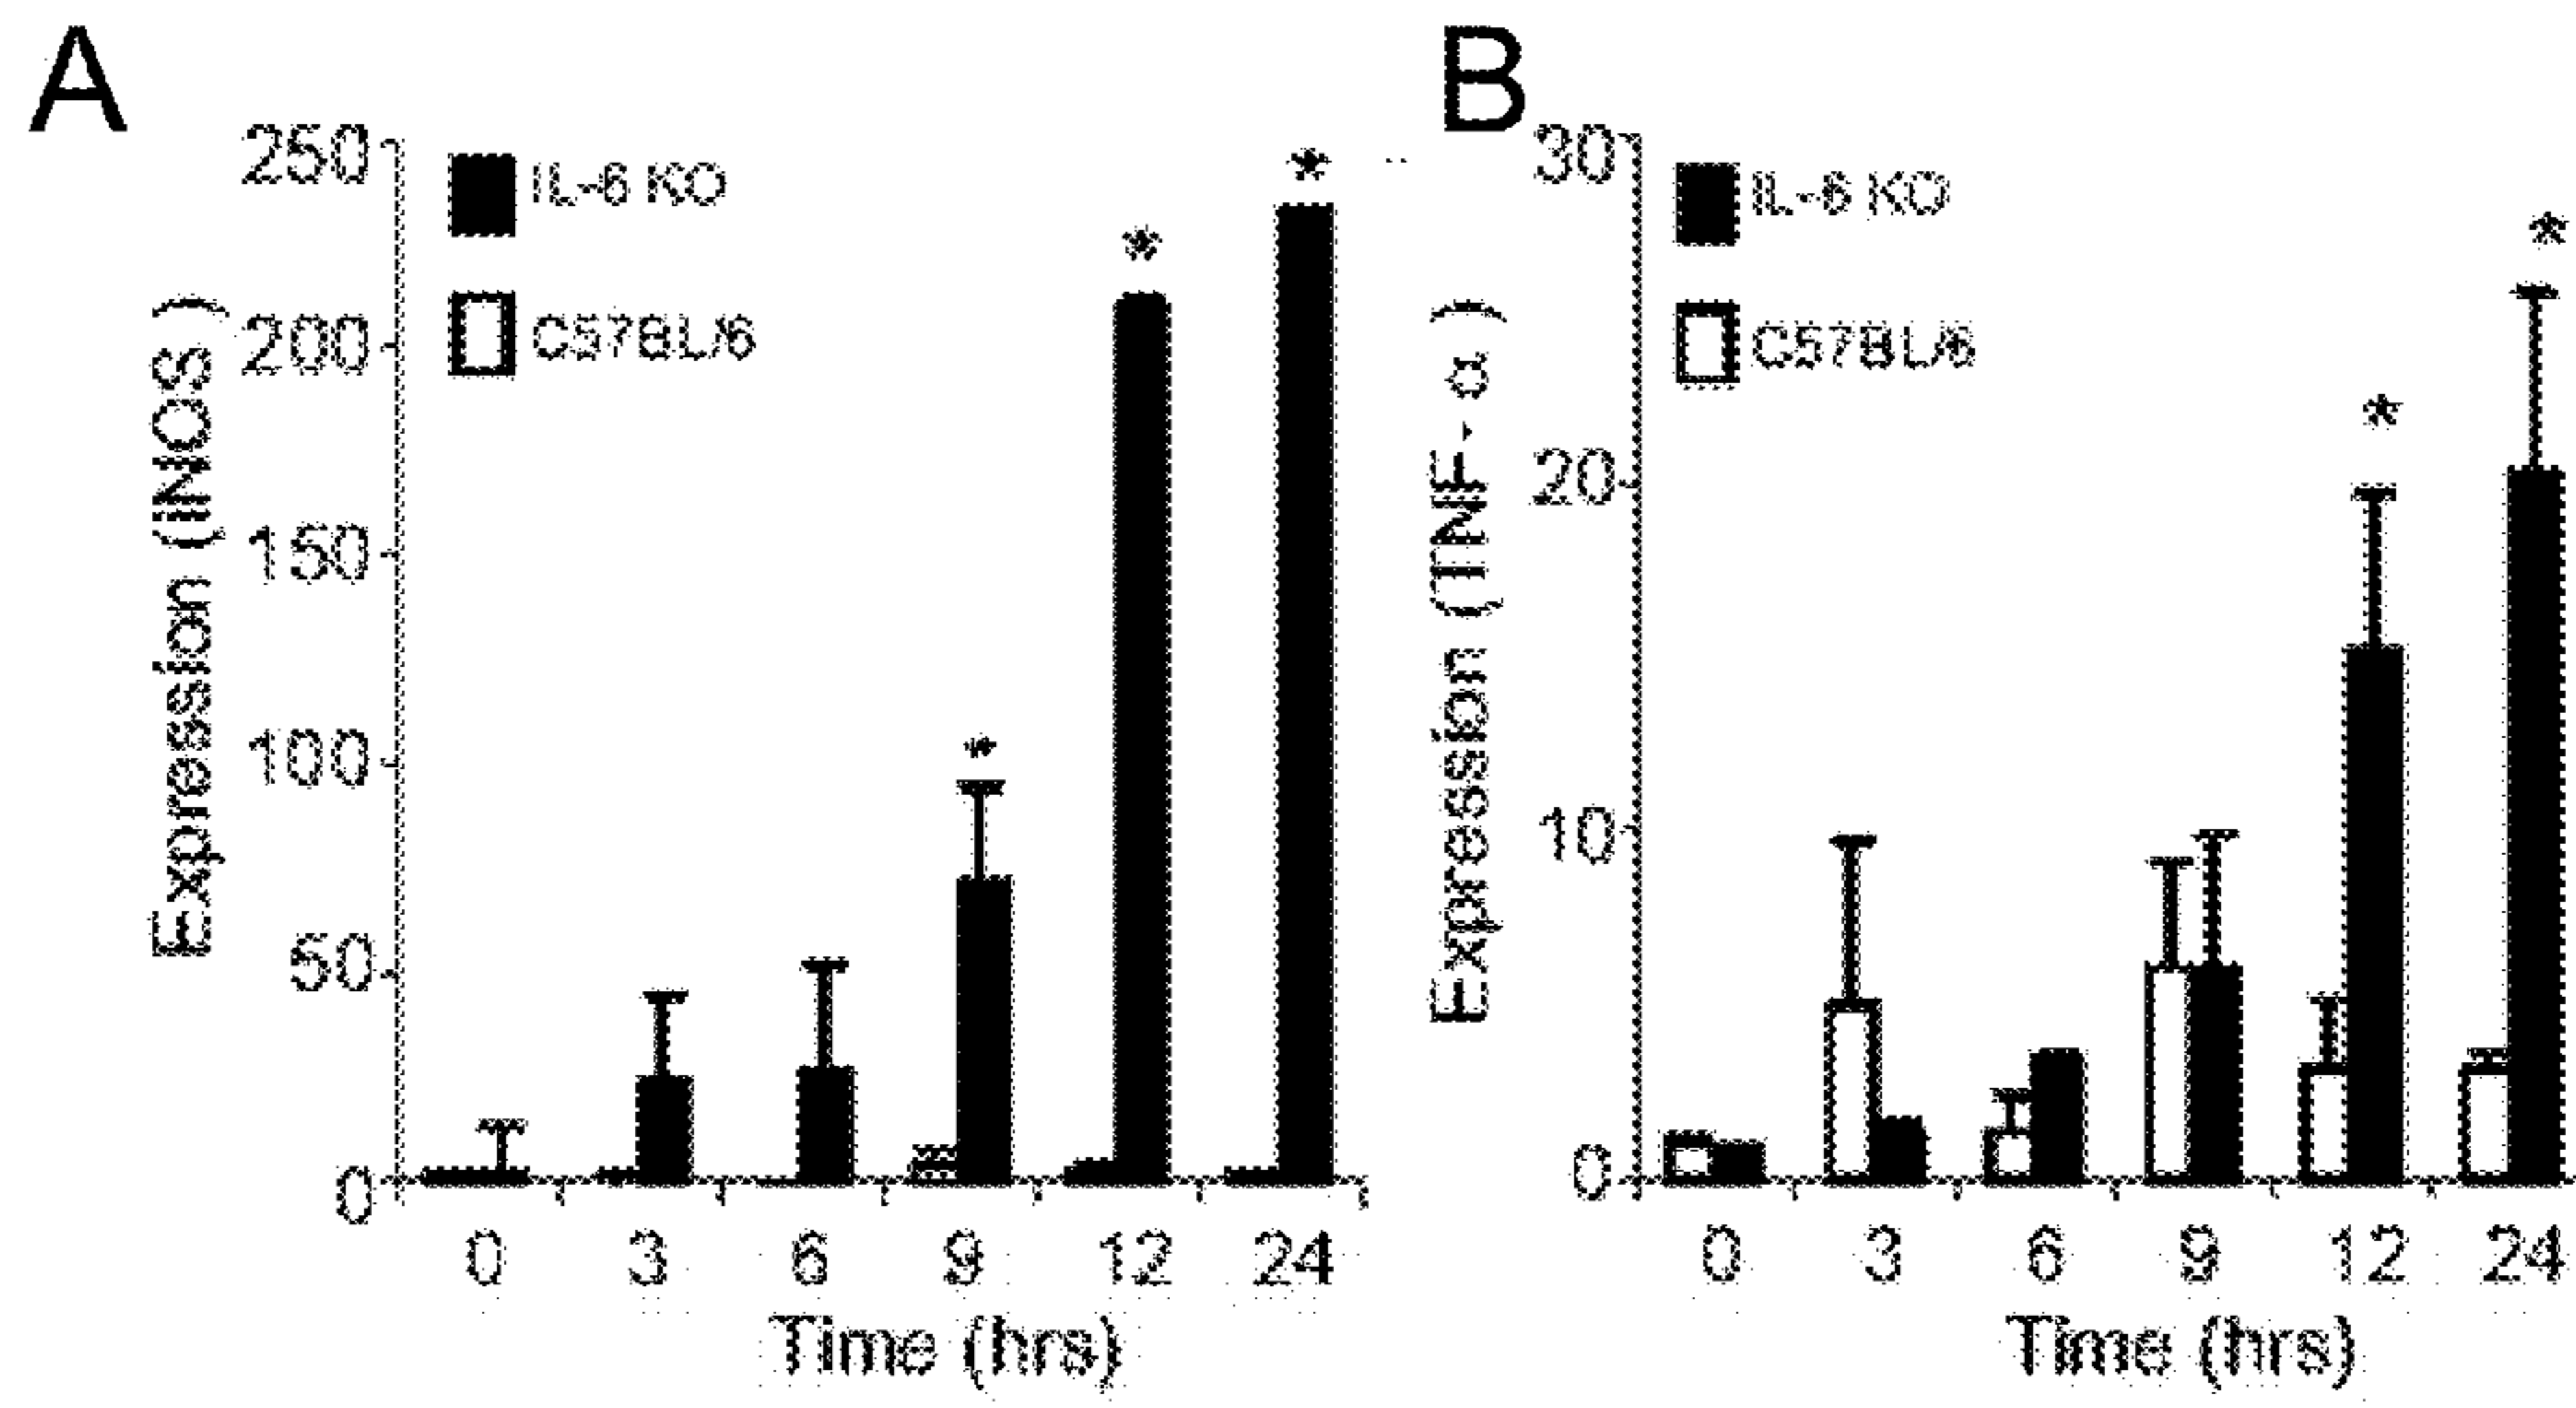 A
Expression (iNOS )
250
200
150
100
50
0
IL-6 KO
C57BL/6
*
*
*
0 3 6 9 12 24
Time (hrs)
B
Expression (TNF- α )
30
20
10
0
IL-6 KO
C57BL/6
*
*
0 3 6 9 12 24
Time (hrs)